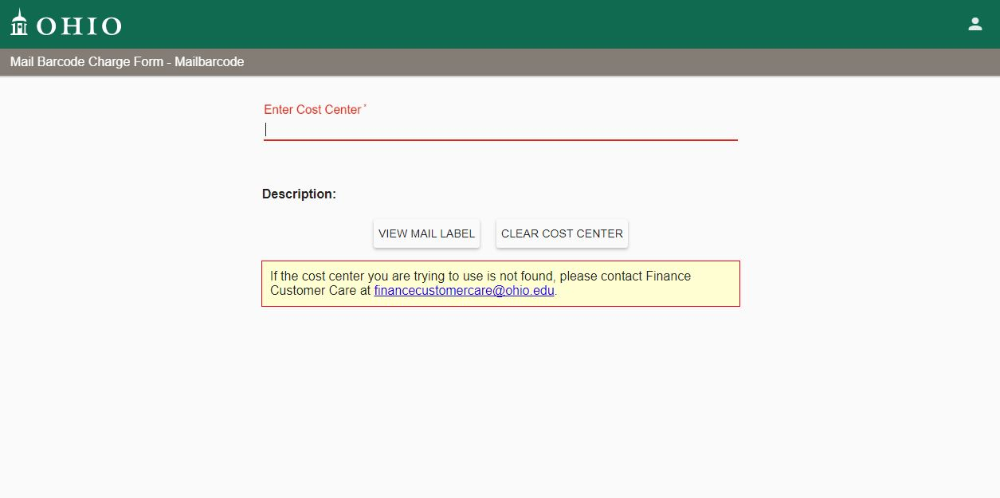 OHIO
Mail Barcode Charge Form - Mailbarcode
Enter Cost Center *
Description:
VIEW MAIL LABEL CLEAR COST CENTER
If the cost center you are trying to use is not found, please contact Finance
Customer Care at financecustomercare@ohio.edu.